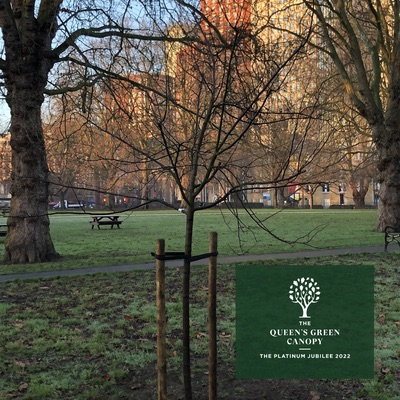 THE
QUEEN'S GREEN
CANOPY
THE PLATINUM JUBILEE 2022